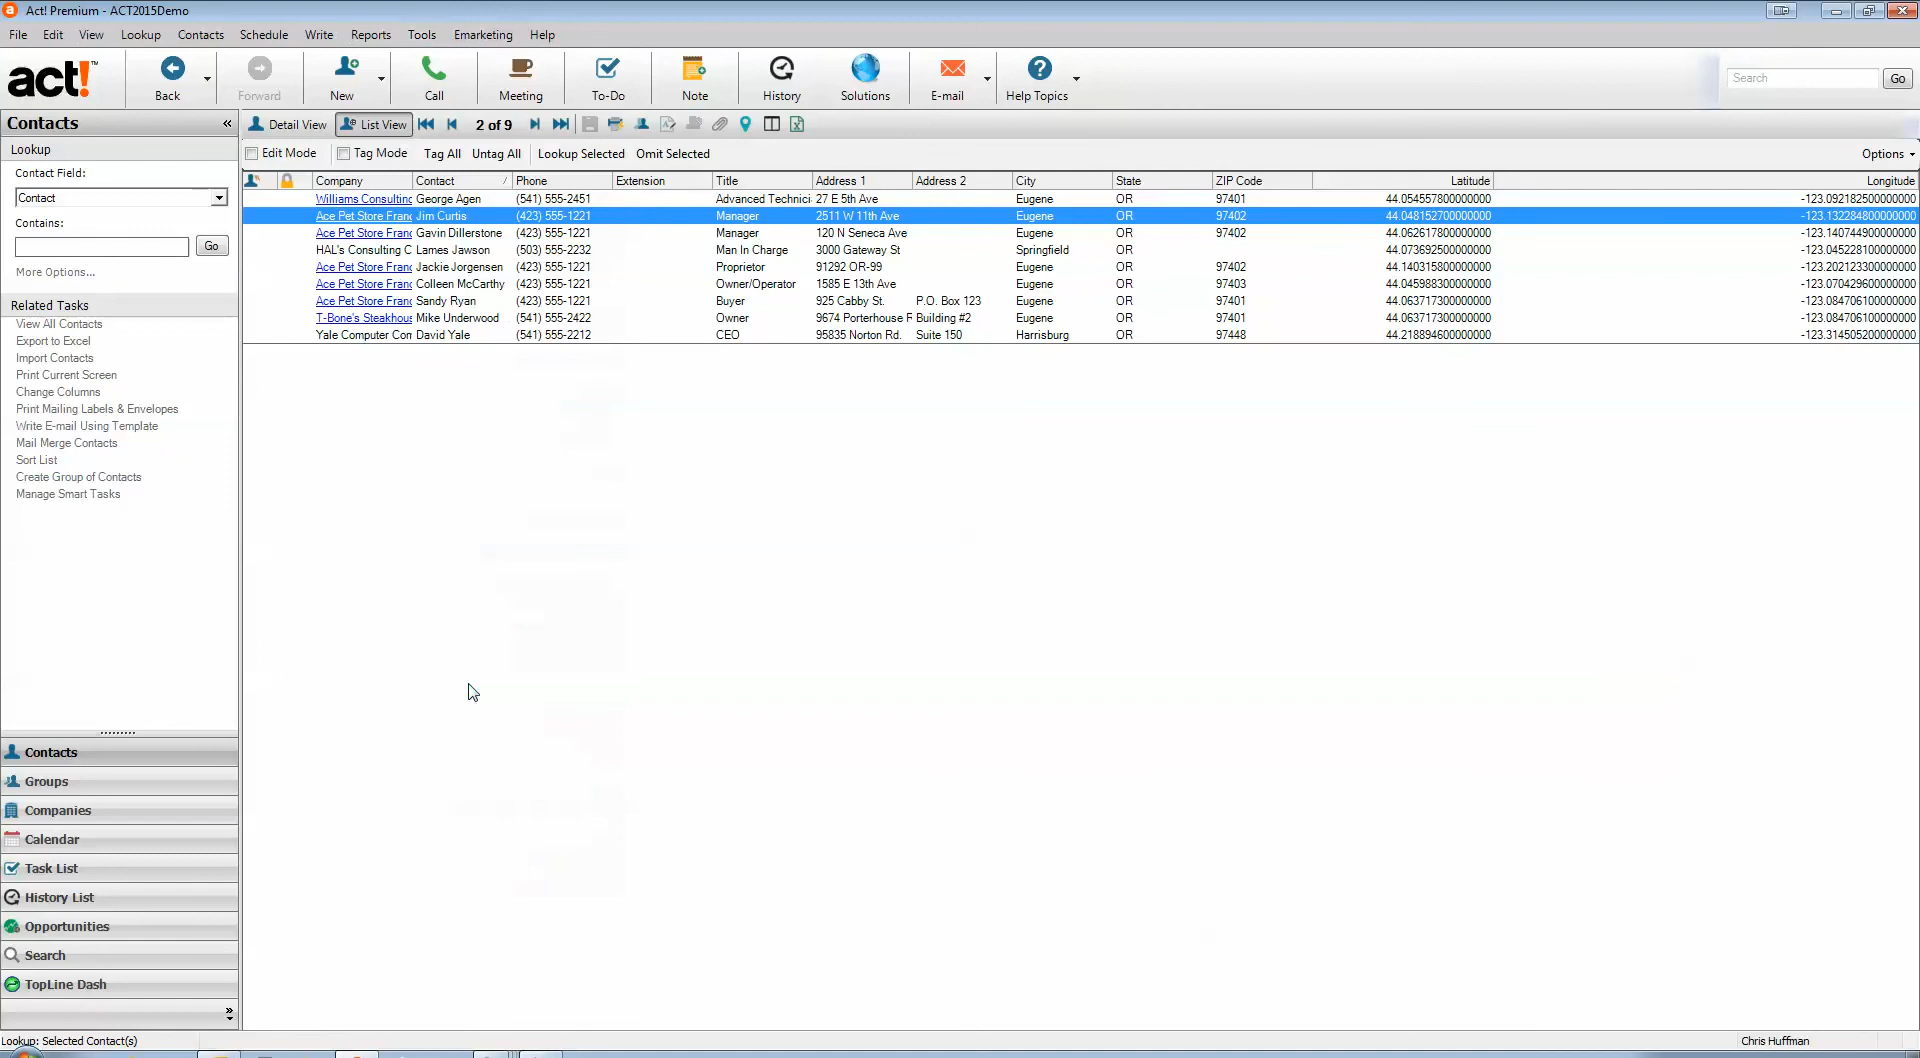 Act! Premium - ACT2015Demo
File Edit View Lookup Contacts Schedule Write Reports Tools Emarketing Help
act!™ Back Forward New Call Meeting To-Do Note History Solutions E-mail Help Topics Search Go
Contacts «
Detail View List View 2 of 9
Lookup
Edit Mode Tag Mode Tag All Untag All Lookup Selected Omit Selected Options
Contact Field:
Contact
Contains:
Go
More Options...
Related Tasks
View All Contacts
Export to Excel
Import Contacts
Print Current Screen
Change Columns
Print Mailing Labels & Envelopes
Write E-mail Using Template
Mail Merge Contacts
Sort List
Create Group of Contacts
Manage Smart Tasks
Company Contact Phone Extension Title Address 1 Address 2 City State ZIP Code Latitude Longitude
Williams Consulting George Agen (541) 555-2451 Advanced Technici 27 E 5th Ave Eugene OR 97401 44.054557800000000 -123.092182500000000
Ace Pet Store Franc Jim Curtis (423) 555-1221 Manager 2511 W 11th Ave Eugene OR 97402 44.048152700000000 -123.132284800000000
Ace Pet Store Franc Gavin Dillerstone (423) 555-1221 Manager 120 N Seneca Ave Eugene OR 97402 44.062617800000000 -123.140744900000000
HAL's Consulting C Lames Jawson (503) 555-2232 Man In Charge 3000 Gateway St Springfield OR 44.073692500000000 -123.045228100000000
Ace Pet Store Franc Jackie Jorgensen (423) 555-1221 Proprietor 91292 OR-99 Eugene OR 97402 44.140315800000000 -123.202123300000000
Ace Pet Store Franc Colleen McCarthy (423) 555-1221 Owner/Operator 1585 E 13th Ave Eugene OR 97403 44.045988300000000 -123.070429600000000
Ace Pet Store Franc Sandy Ryan (423) 555-1221 Buyer 925 Cabby St. P.O. Box 123 Eugene OR 97401 44.063717300000000 -123.084706100000000
T-Bone's Steakhous Mike Underwood (541) 555-2422 Owner 9674 Porterhouse R Building #2 Eugene OR 97401 44.063717300000000 -123.084706100000000
Yale Computer Con David Yale (541) 555-2212 CEO 95835 Norton Rd. Suite 150 Harrisburg OR 97448 44.218894600000000 -123.314505200000000
Contacts
Groups
Companies
Calendar
Task List
History List
Opportunities
Search
TopLine Dash
»
Lookup: Selected Contact(s) Chris Huffman